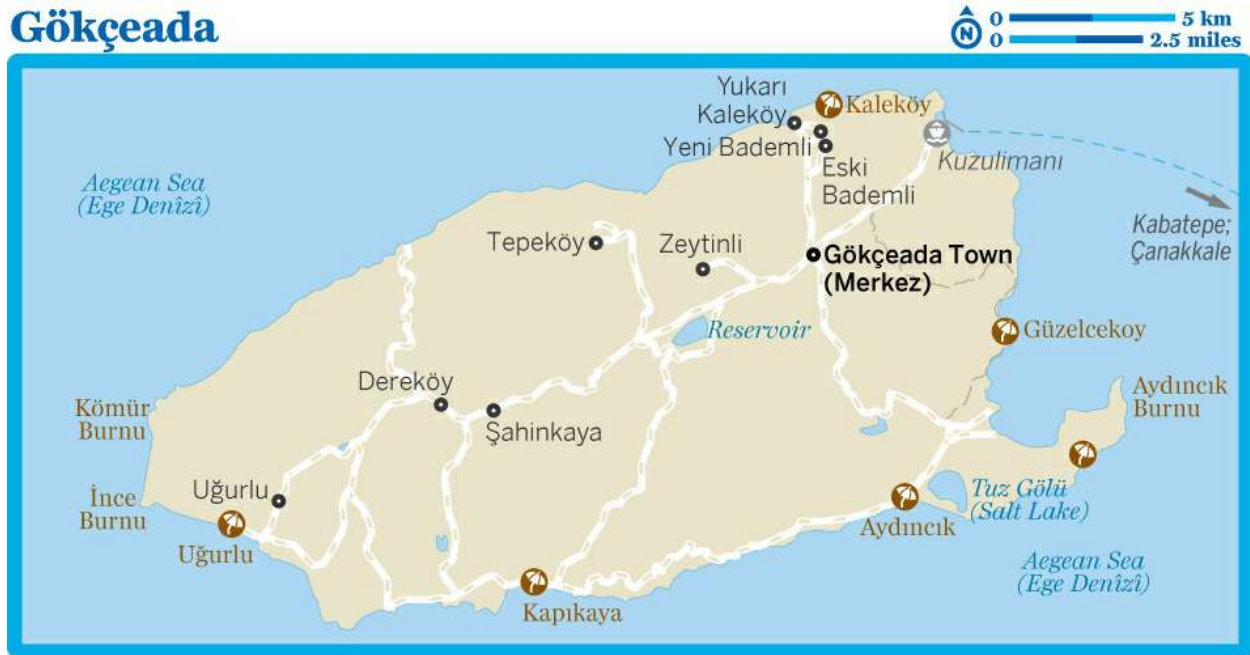 Gökçeada
N
0
5 km
0
2.5 miles
Yukarı
Kaleköy
Kaleköy
Yeni Bademli
Eski
Bademli
Kuzulimanı
Aegean Sea
(Ege Denîzî)
Kabatepe;
Çanakkale
Tepeköy
Zeytinli
Gökçeada Town
(Merkez)
Reservoir
Güzelcekoy
Dereköy
Şahinkaya
Kömür
Burnu
Aydıncık
Burnu
İnce
Burnu
Uğurlu
Uğurlu
Tuz Gölü
(Salt Lake)
Aydıncık
Aegean Sea
(Ege Denîzî)
Kapıkaya